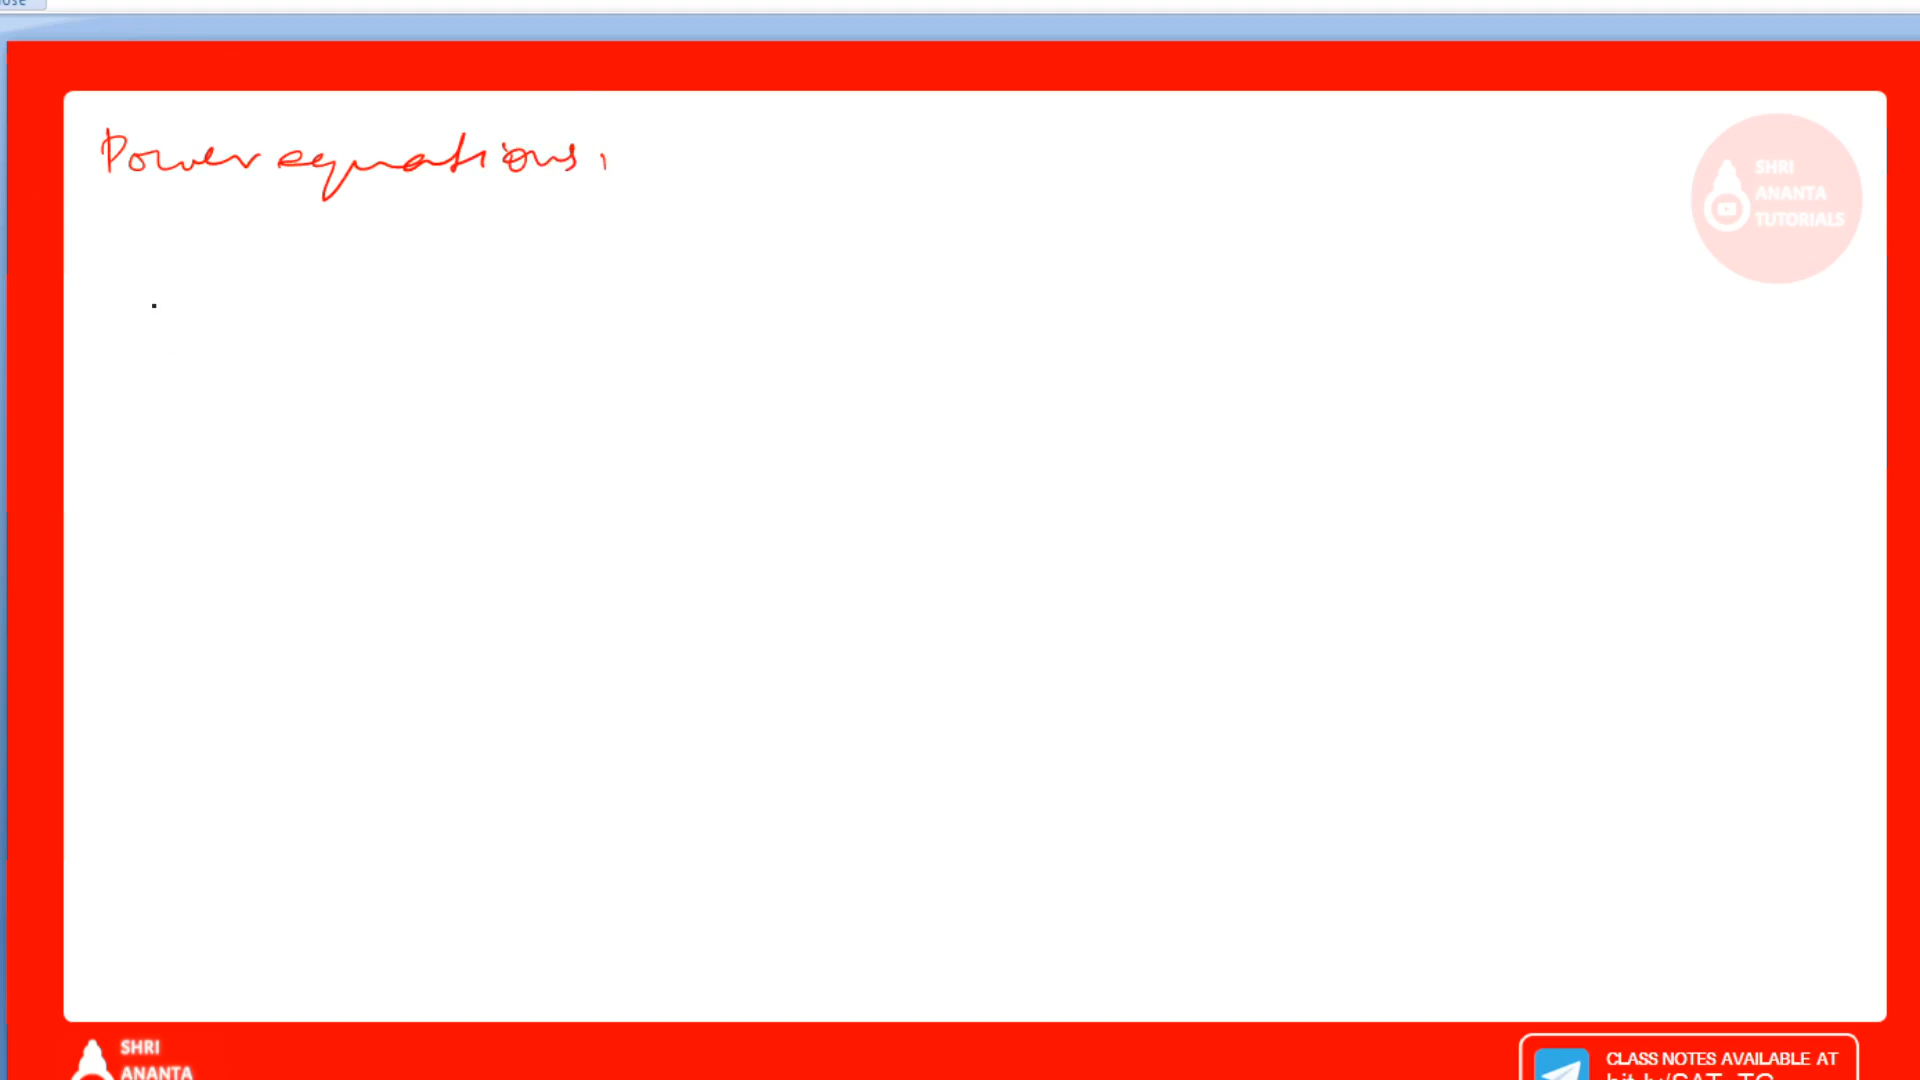 Power equations,
SHRI
ANANTA
TUTORIALS
SHRI
ANANTA
CLASS NOTES AVAILABLE AT